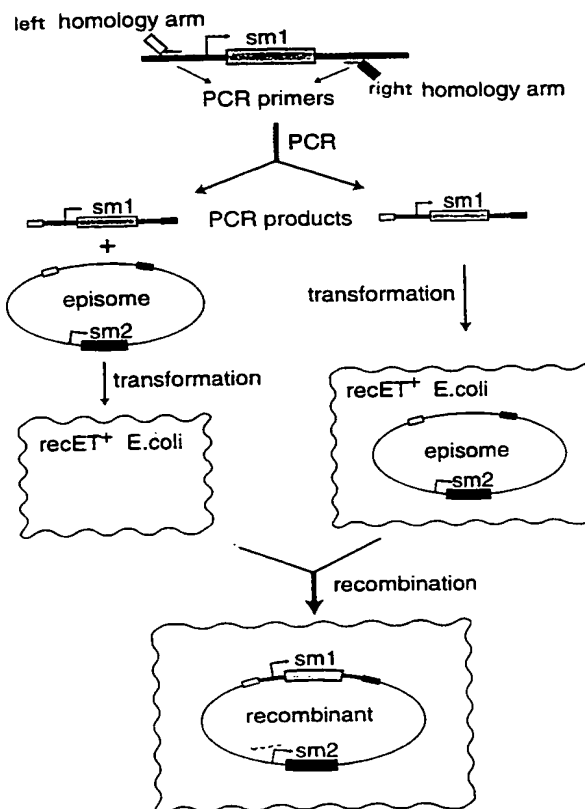 left homology arm
sm1
PCR primers
right homology arm
PCR
sm1
PCR products
sm1
+
episome
sm2
transformation
transformation
recET+ E.coli
recET+ E.coli
episome
sm2
recombination
sm1
recombinant
sm2